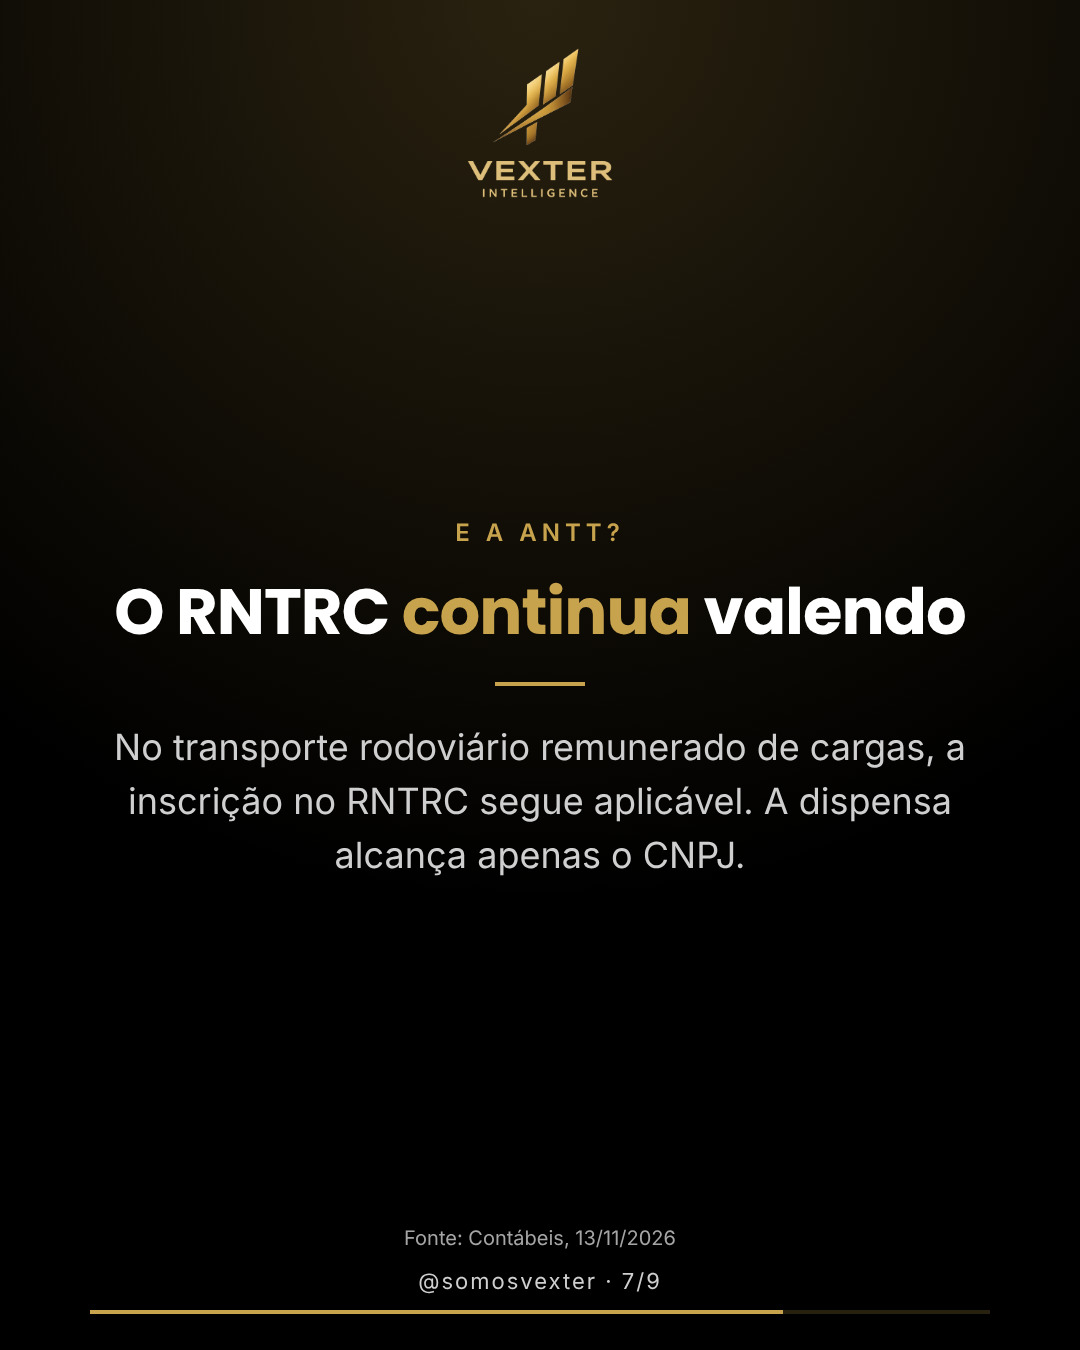 VEXTER
INTELLIGENCE
E A ANTT?
O RNTRC continua valendo
No transporte rodoviário remunerado de cargas, a
inscrição no RNTRC segue aplicável. A dispensa
alcança apenas o CNPJ.
Fonte: Contábeis, 13/11/2026
@somosvexter · 7/9